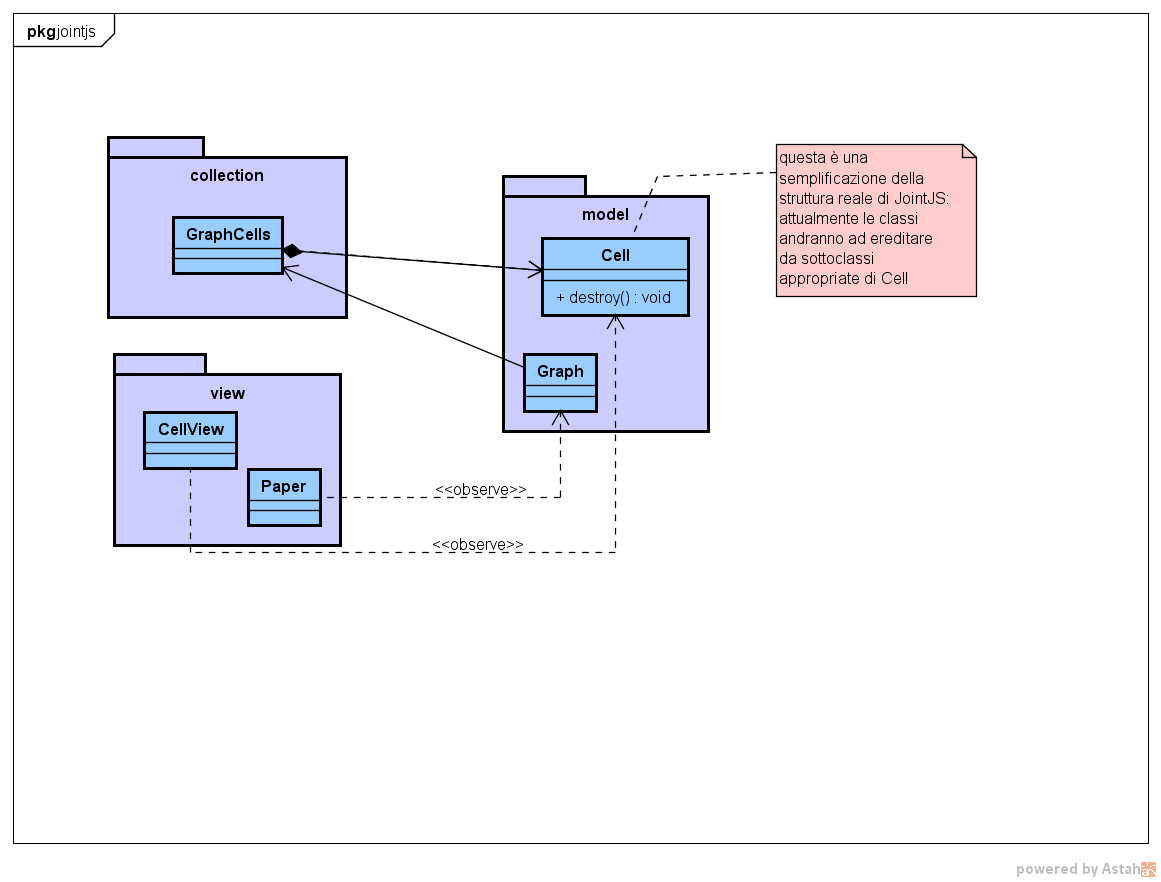 pkgjointjs
collection
GraphCells
model
Cell
+ destroy() : void
Graph
questa è una
semplificazione della
struttura reale di JointJS:
attualmente le classi
andranno ad ereditare
da sottoclassi
appropriate di Cell
view
CellView
Paper
<<observe>>
<<observe>>
powered by Astah